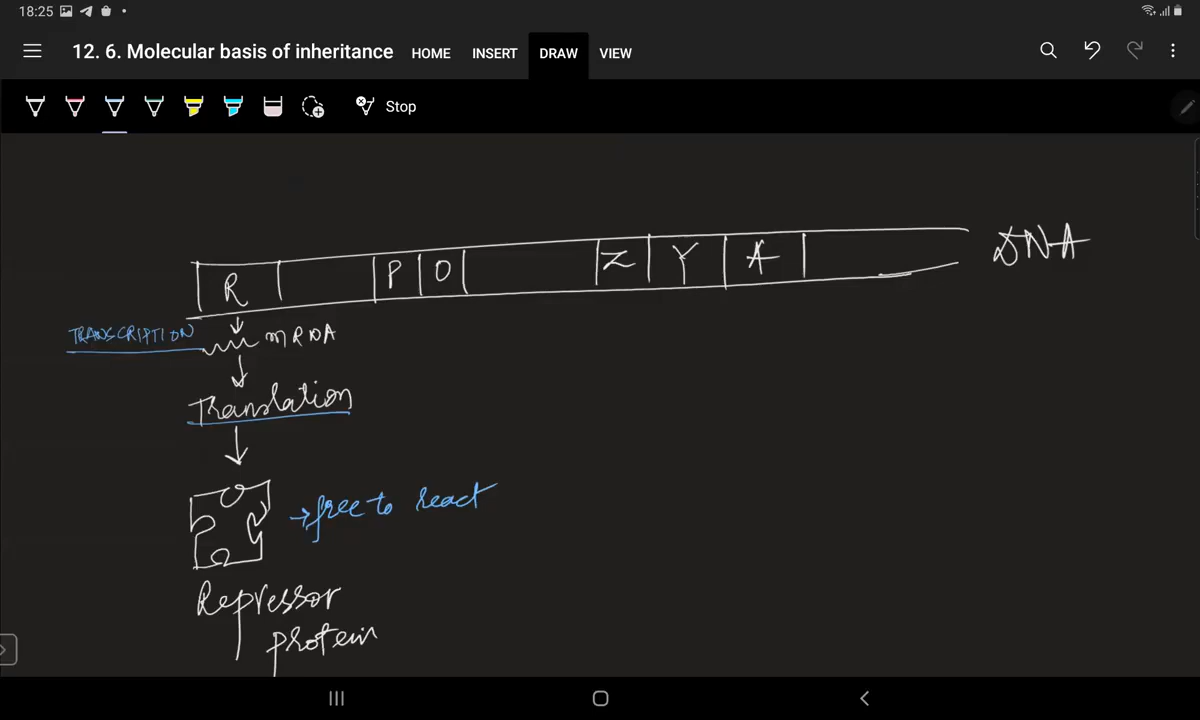 18:25
12. 6. Molecular basis of inheritance HOME INSERT DRAW VIEW
Stop
R P O Z Y A DNA
TRANSCRIPTION mRNA
Translation
→ free to react
Repressor
protein